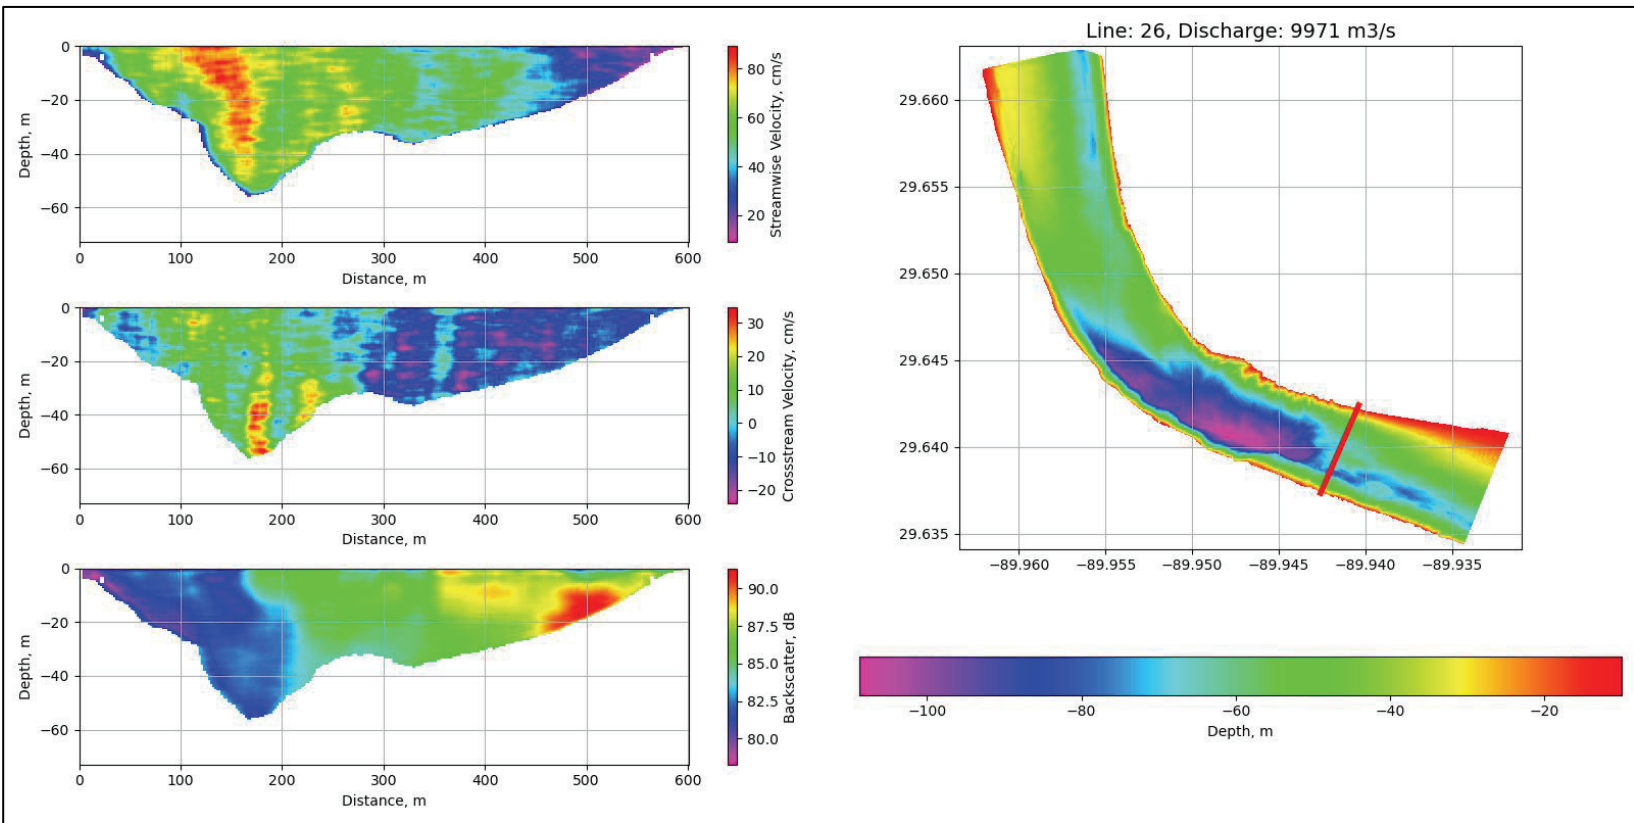 0
−20
−40
−60
Depth, m
0 100 200 300 400 500 600
Distance, m
80
60
40
20
Streamwise Velocity, cm/s
0
−20
−40
−60
Depth, m
0 100 200 300 400 500 600
Distance, m
30
20
10
0
−10
−20
Crossstream Velocity, cm/s
0
−20
−40
−60
Depth, m
0 100 200 300 400 500 600
Distance, m
90.0
87.5
85.0
82.5
80.0
Backscatter, dB
Line: 26, Discharge: 9971 m3/s
29.660
29.655
29.650
29.645
29.640
29.635
−89.960 −89.955 −89.950 −89.945 −89.940 −89.935
−100 −80 −60 −40 −20
Depth, m